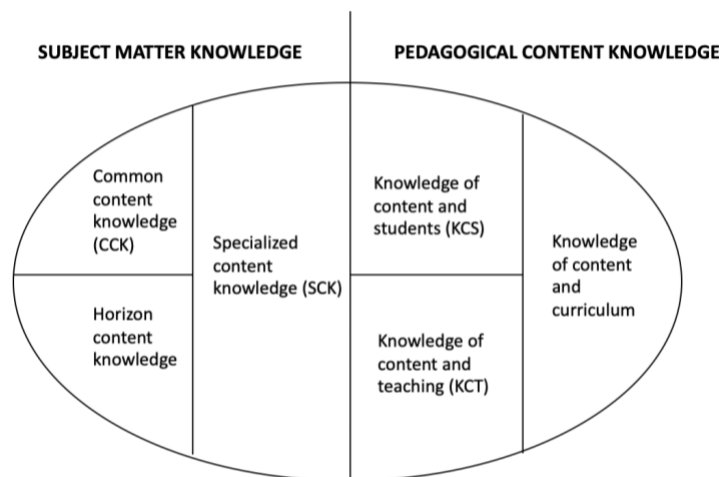 SUBJECT MATTER KNOWLEDGE
PEDAGOGICAL CONTENT KNOWLEDGE
Common
content
knowledge
(CCK)
Horizon
content
knowledge
Specialized
content
knowledge (SCK)
Knowledge of
content and
students (KCS)
Knowledge of
content and
teaching (KCT)
Knowledge
of content
and
curriculum